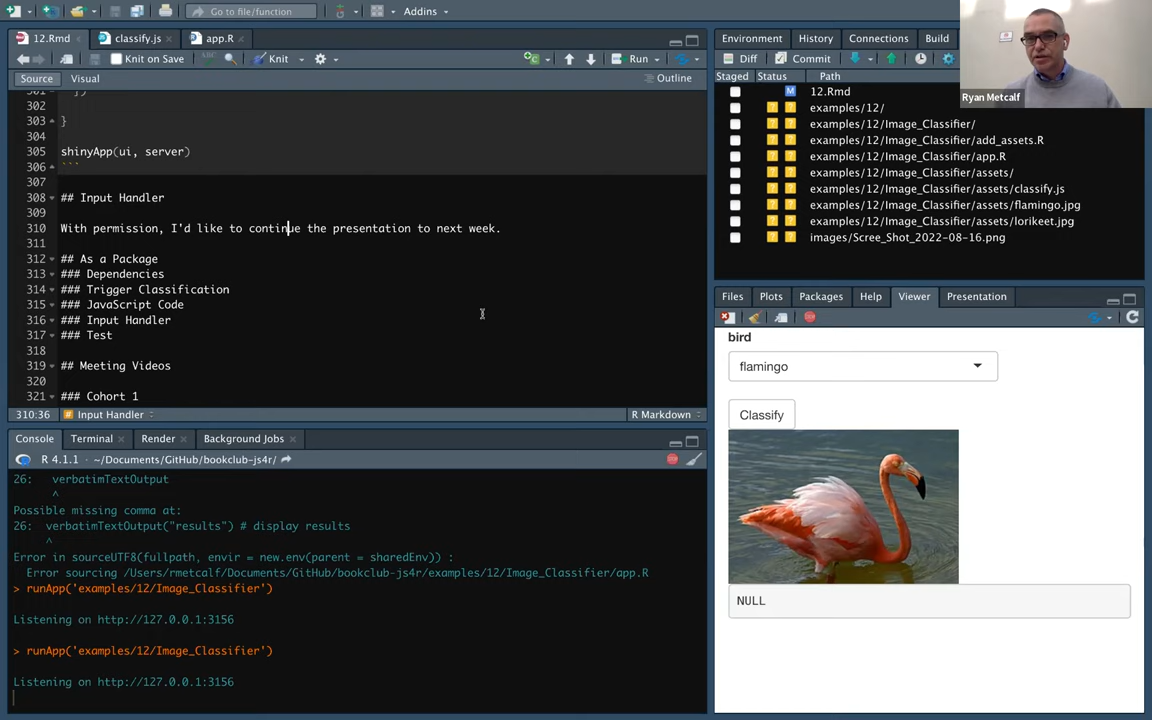 Go to file/function
Addins
12.Rmd
classify.js
app.R
Knit on Save
Knit
Run
Source
Visual
Outline
301 })
302
303 }
304
305 shinyApp(ui, server)
306 ```
307
308 ## Input Handler
309
310 With permission, I'd like to continue the presentation to next week.
311
312 ## As a Package
313 ### Dependencies
314 ### Trigger Classification
315 ### JavaScript Code
316 ### Input Handler
317 ### Test
318
319 ## Meeting Videos
320
321 ### Cohort 1
310:36
# Input Handler
R Markdown
Console
Terminal
Render
Background Jobs
R 4.1.1 · ~/Documents/GitHub/bookclub-js4r/
26: verbatimTextOutput
^
Possible missing comma at:
26: verbatimTextOutput("results") # display results
^
Error in sourceUTF8(fullpath, envir = new.env(parent = sharedEnv)) :
Error sourcing /Users/rmetcalf/Documents/GitHub/bookclub-js4r/examples/12/Image_Classifier/app.R
> runApp('examples/12/Image_Classifier')
Listening on http://127.0.0.1:3156
> runApp('examples/12/Image_Classifier')
Listening on http://127.0.0.1:3156
Environment
History
Connections
Build
Diff
Commit
Staged
Status
Path
M 12.Rmd
? ? examples/12/
? ? examples/12/Image_Classifier/
? ? examples/12/Image_Classifier/add_assets.R
? ? examples/12/Image_Classifier/app.R
? ? examples/12/Image_Classifier/assets/
? ? examples/12/Image_Classifier/assets/classify.js
? ? examples/12/Image_Classifier/assets/flamingo.jpg
? ? examples/12/Image_Classifier/assets/lorikeet.jpg
? ? images/Scree_Shot_2022-08-16.png
Ryan Metcalf
Files
Plots
Packages
Help
Viewer
Presentation
bird
flamingo
Classify
NULL